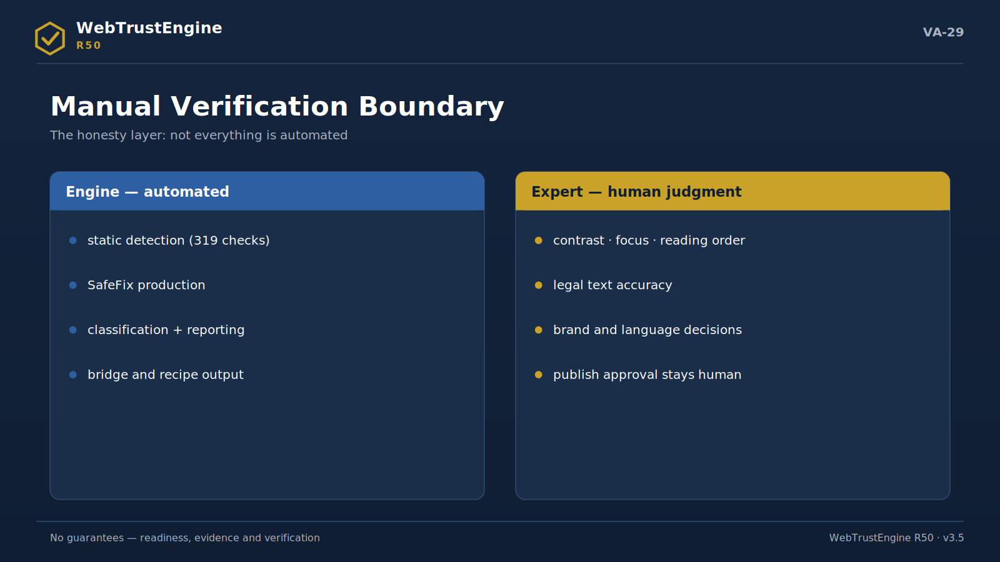 WebTrustEngine
R50
VA-29
Manual Verification Boundary
The honesty layer: not everything is automated
Engine — automated
static detection (319 checks)
SafeFix production
classification + reporting
bridge and recipe output
Expert — human judgment
contrast · focus · reading order
legal text accuracy
brand and language decisions
publish approval stays human
No guarantees — readiness, evidence and verification
WebTrustEngine R50 · v3.5